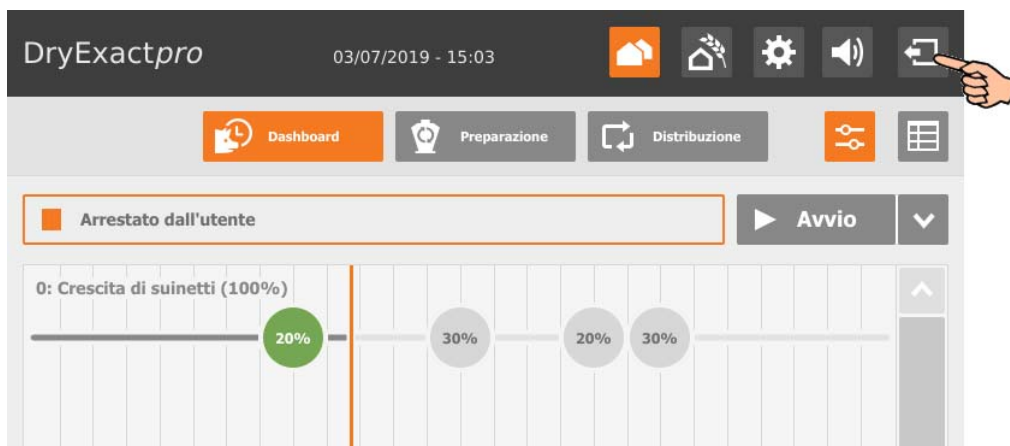 DryExactpro
03/07/2019 - 15:03
Dashboard
Preparazione
Distribuzione
Arrestato dall'utente
Avvio
0: Crescita di suinetti (100%)
20%
30%
20%
30%